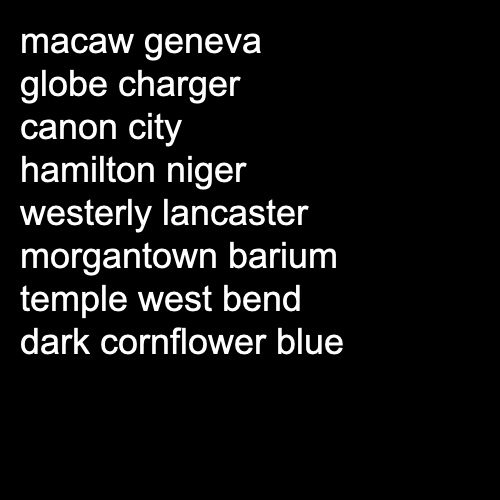 macaw geneva
globe charger
canon city
hamilton niger
westerly lancaster
morgantown barium
temple west bend
dark cornflower blue